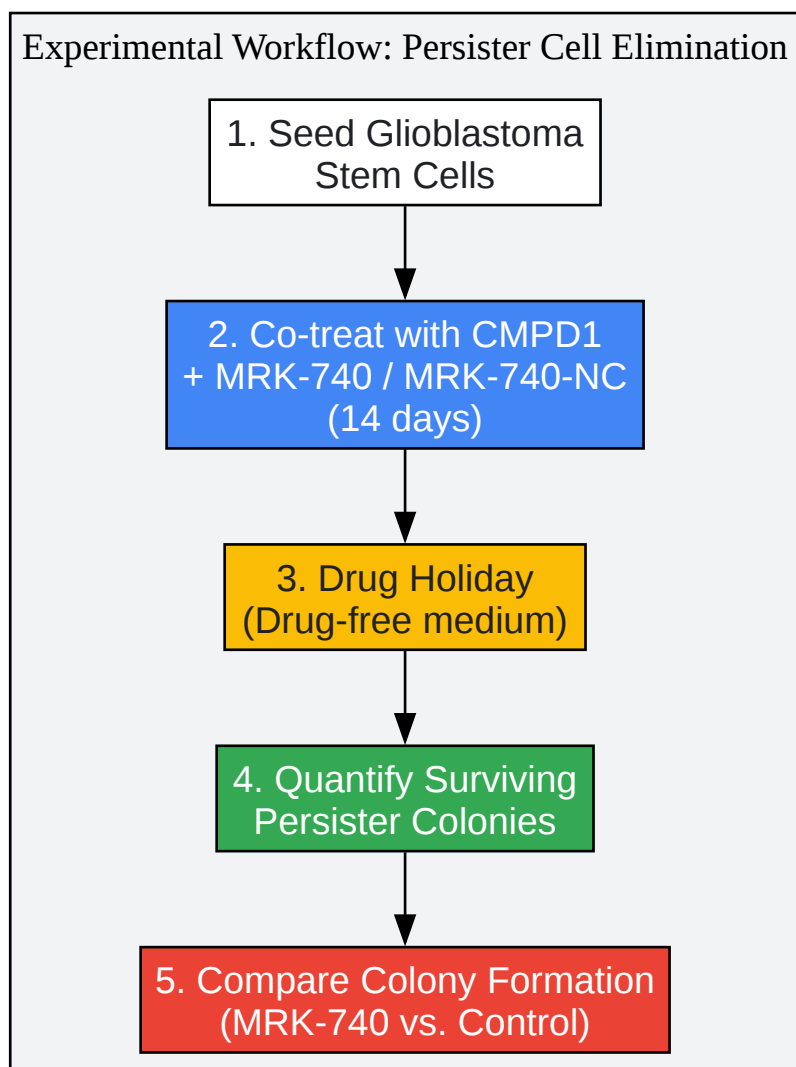 Experimental Workflow: Persister Cell Elimination
1. Seed Glioblastoma
Stem Cells
2. Co-treat with CMPD1
+ MRK-740 / MRK-740-NC
(14 days)
3. Drug Holiday
(Drug-free medium)
4. Quantify Surviving
Persister Colonies
5. Compare Colony Formation
(MRK-740 vs. Control)